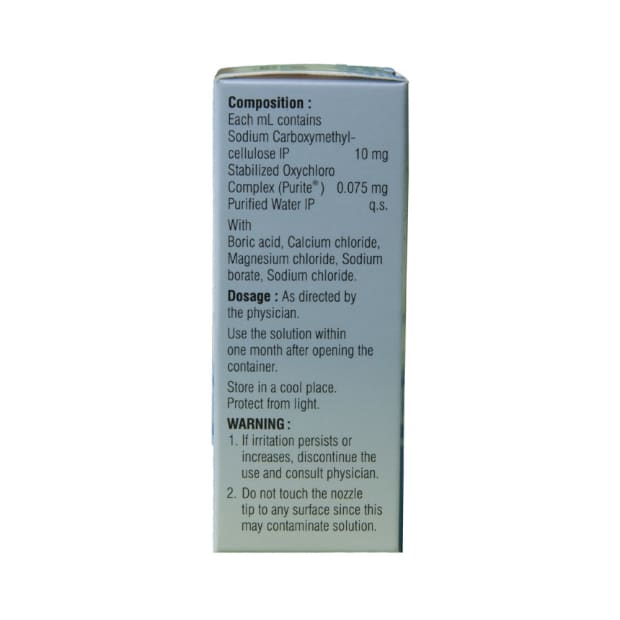 Composition :
Each mL contains
Sodium Carboxymethyl-
cellulose IP 10 mg
Stabilized Oxychloro
Complex (Purite®) 0.075 mg
Purified Water IP q.s.
With
Boric acid, Calcium chloride,
Magnesium chloride, Sodium
borate, Sodium chloride.
Dosage : As directed by
the physician.
Use the solution within
one month after opening the
container.
Store in a cool place.
Protect from light.
WARNING :
1. If irritation persists or
increases, discontinue the
use and consult physician.
2. Do not touch the nozzle
tip to any surface since this
may contaminate solution.